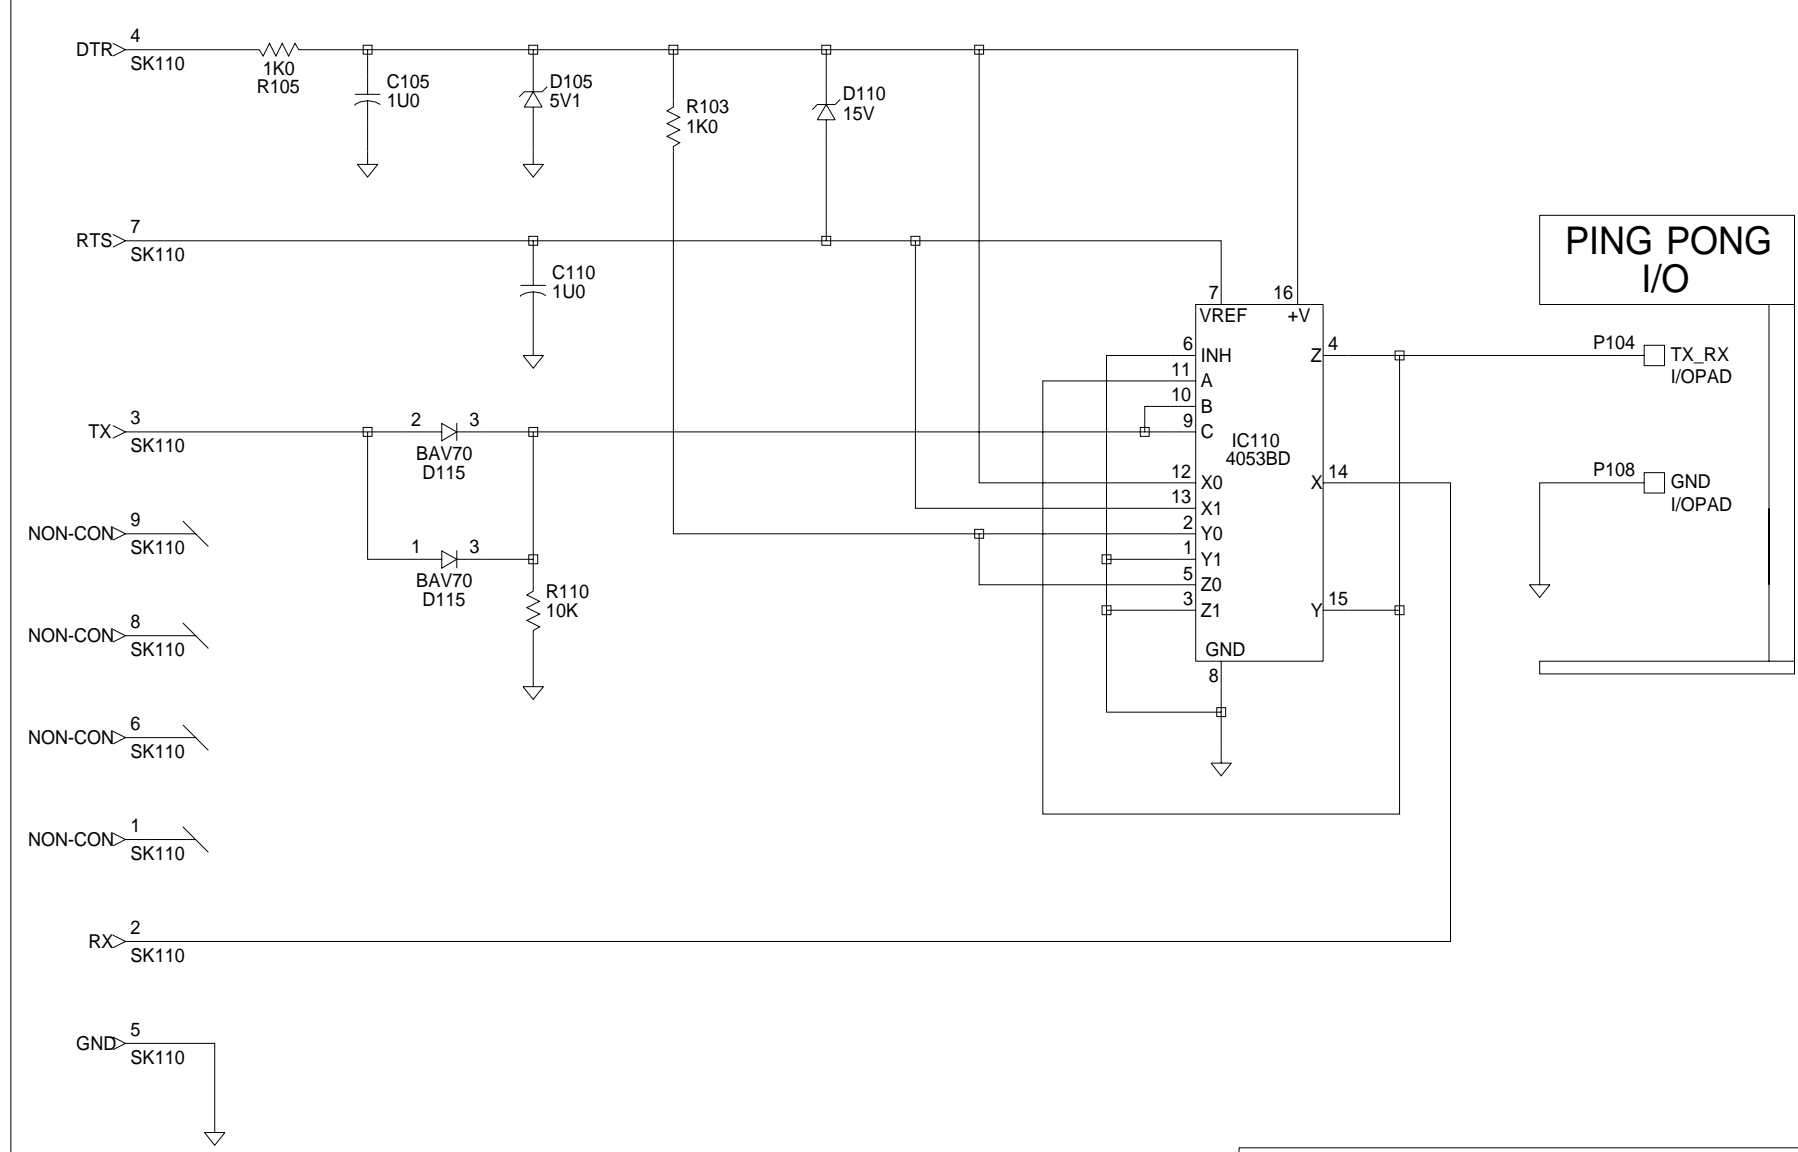 DTR 4
SK110
1K0
R105
C105
1U0
D105
5V1
R103
1K0
D110
15V
RTS 7
SK110
C110
1U0
PING PONG
I/O
7 16
VREF +V
6 INH Z 4
11 A
10 B
9 C
IC110
4053BD
12 X0 X 14
13 X1
2 Y0
1 Y1
5 Z0
3 Z1 Y 15
GND
8
P104 TX_RX
I/OPAD
P108 GND
I/OPAD
TX 3
SK110
2 3
BAV70
D115
NON-CON 9
SK110
1 3
BAV70
D115
R110
10K
NON-CON 8
SK110
NON-CON 6
SK110
NON-CON 1
SK110
RX 2
SK110
GND 5
SK110